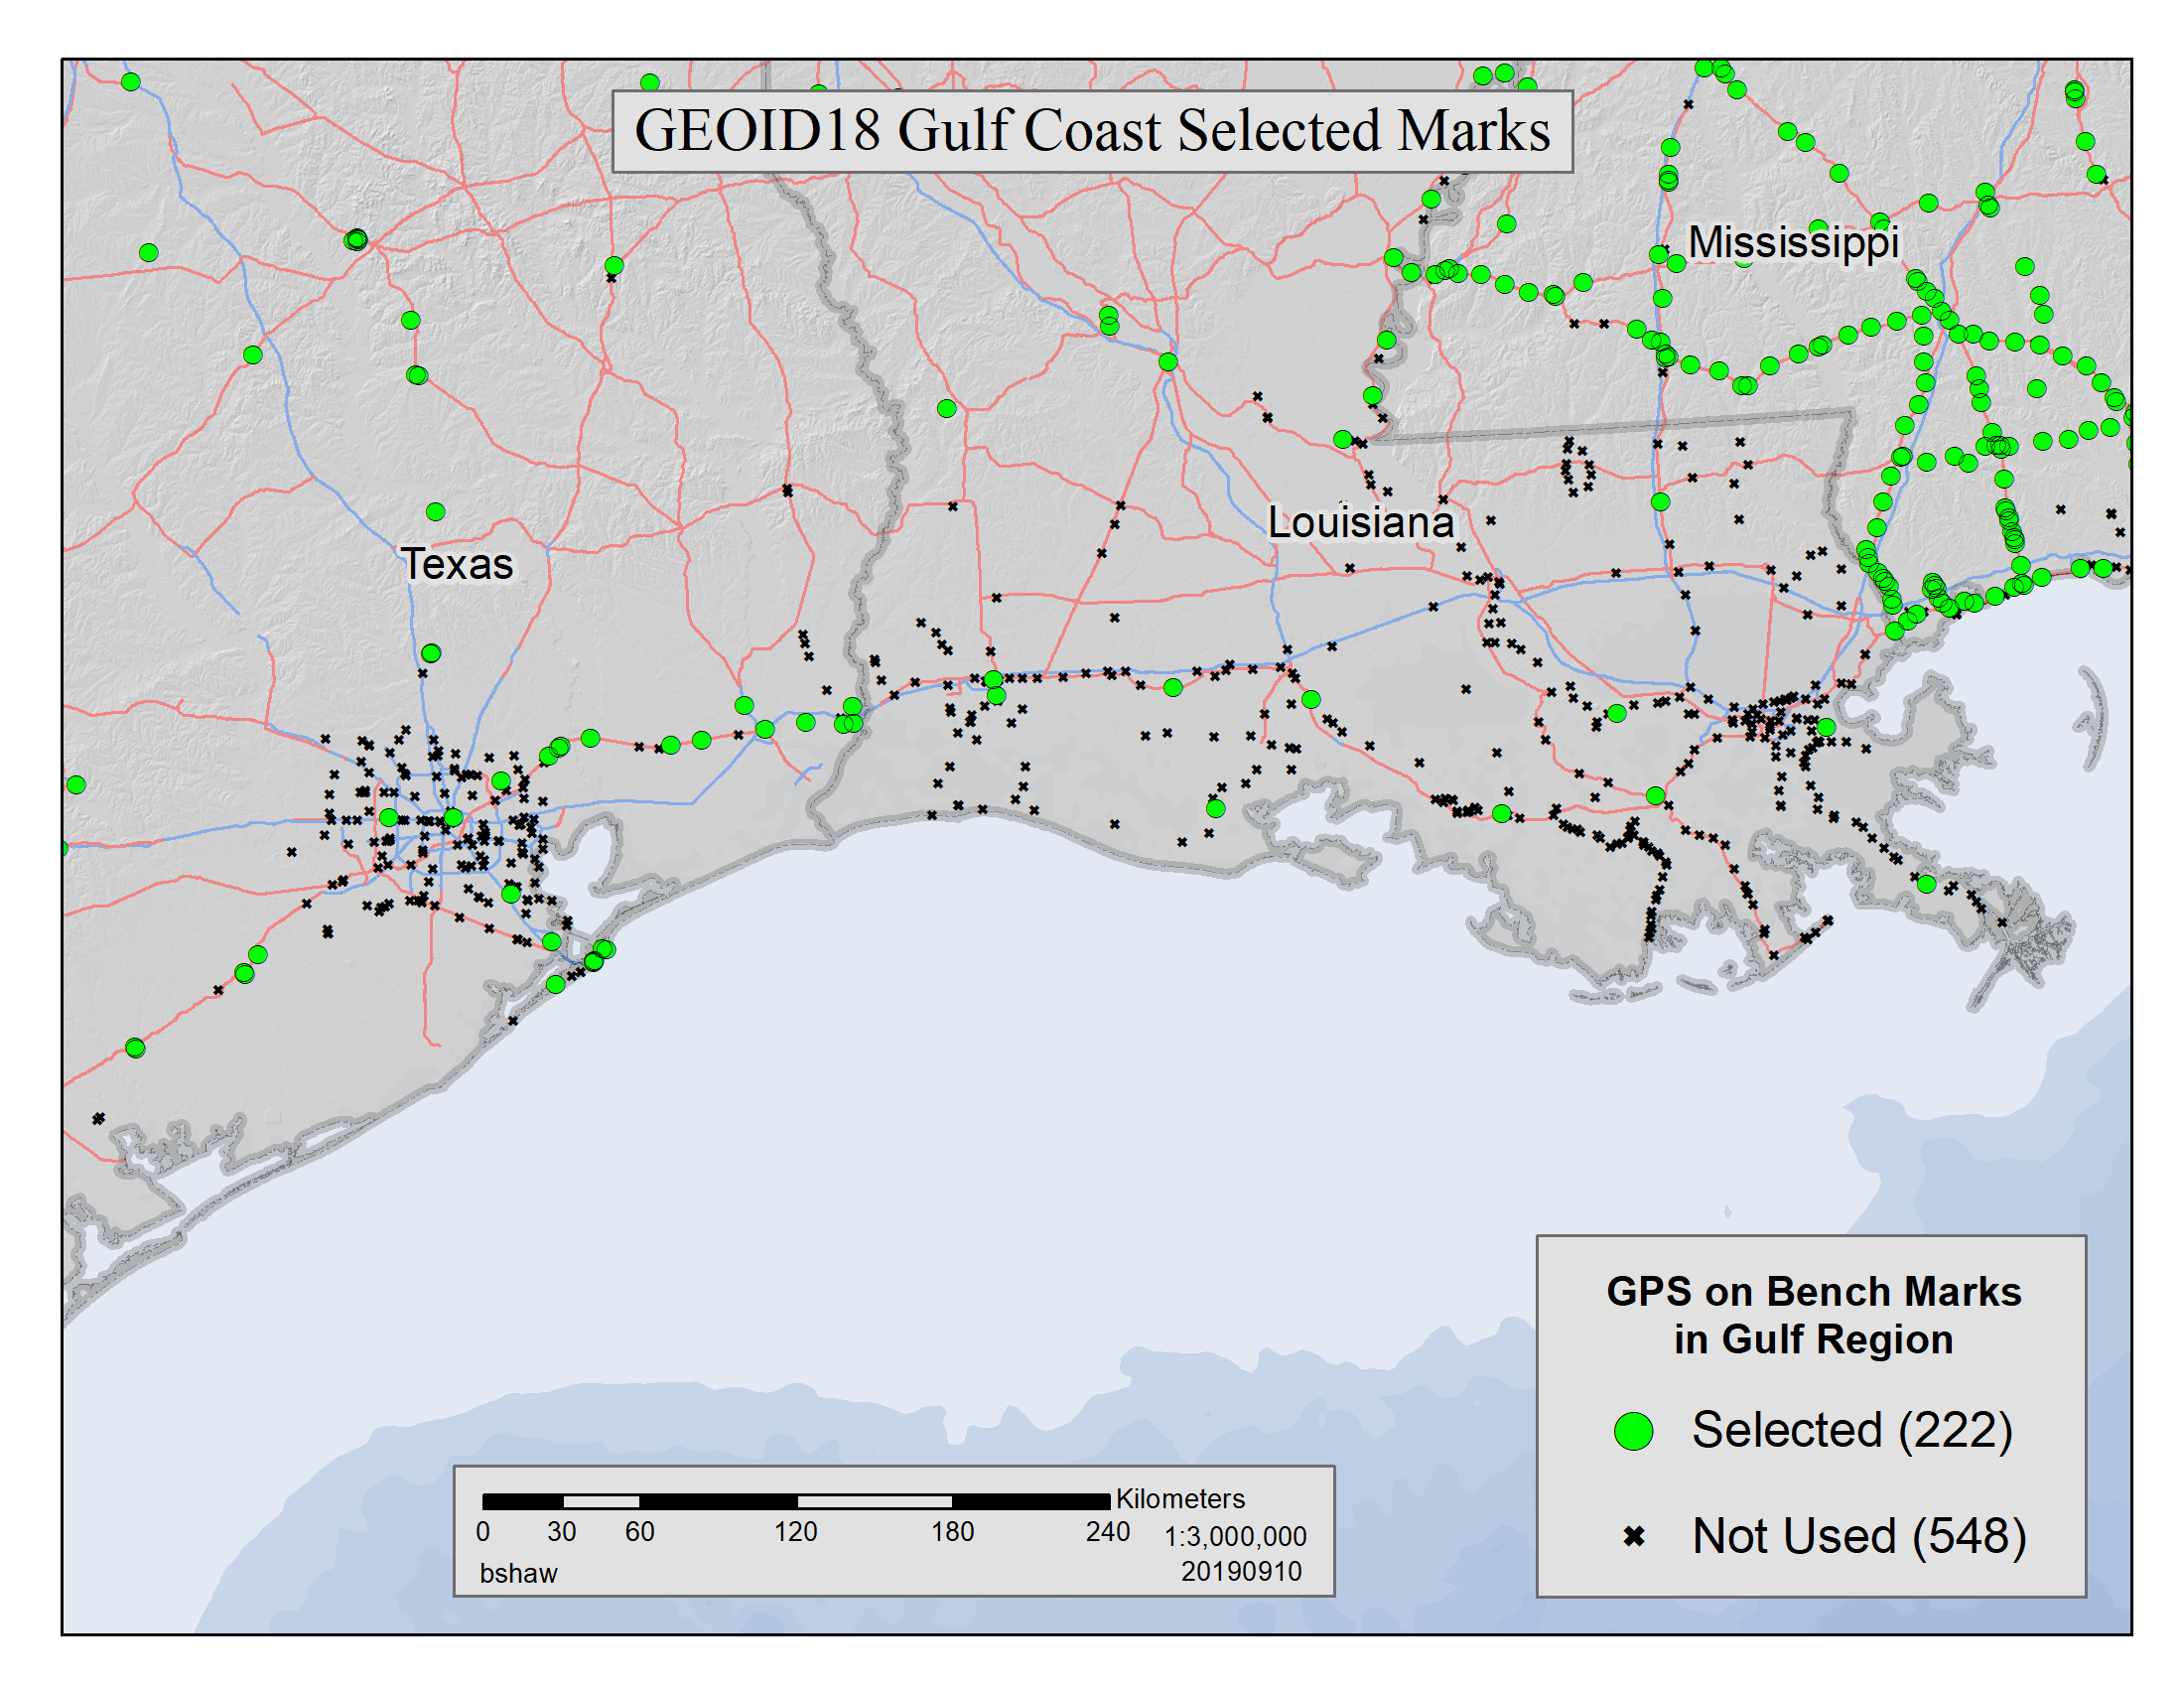 GEOID18 Gulf Coast Selected Marks
Mississippi
Louisiana
Texas
GPS on Bench Marks
in Gulf Region
Selected (222)
Not Used (548)
Kilometers
0 30 60 120 180 240 1:3,000,000
bshaw 20190910